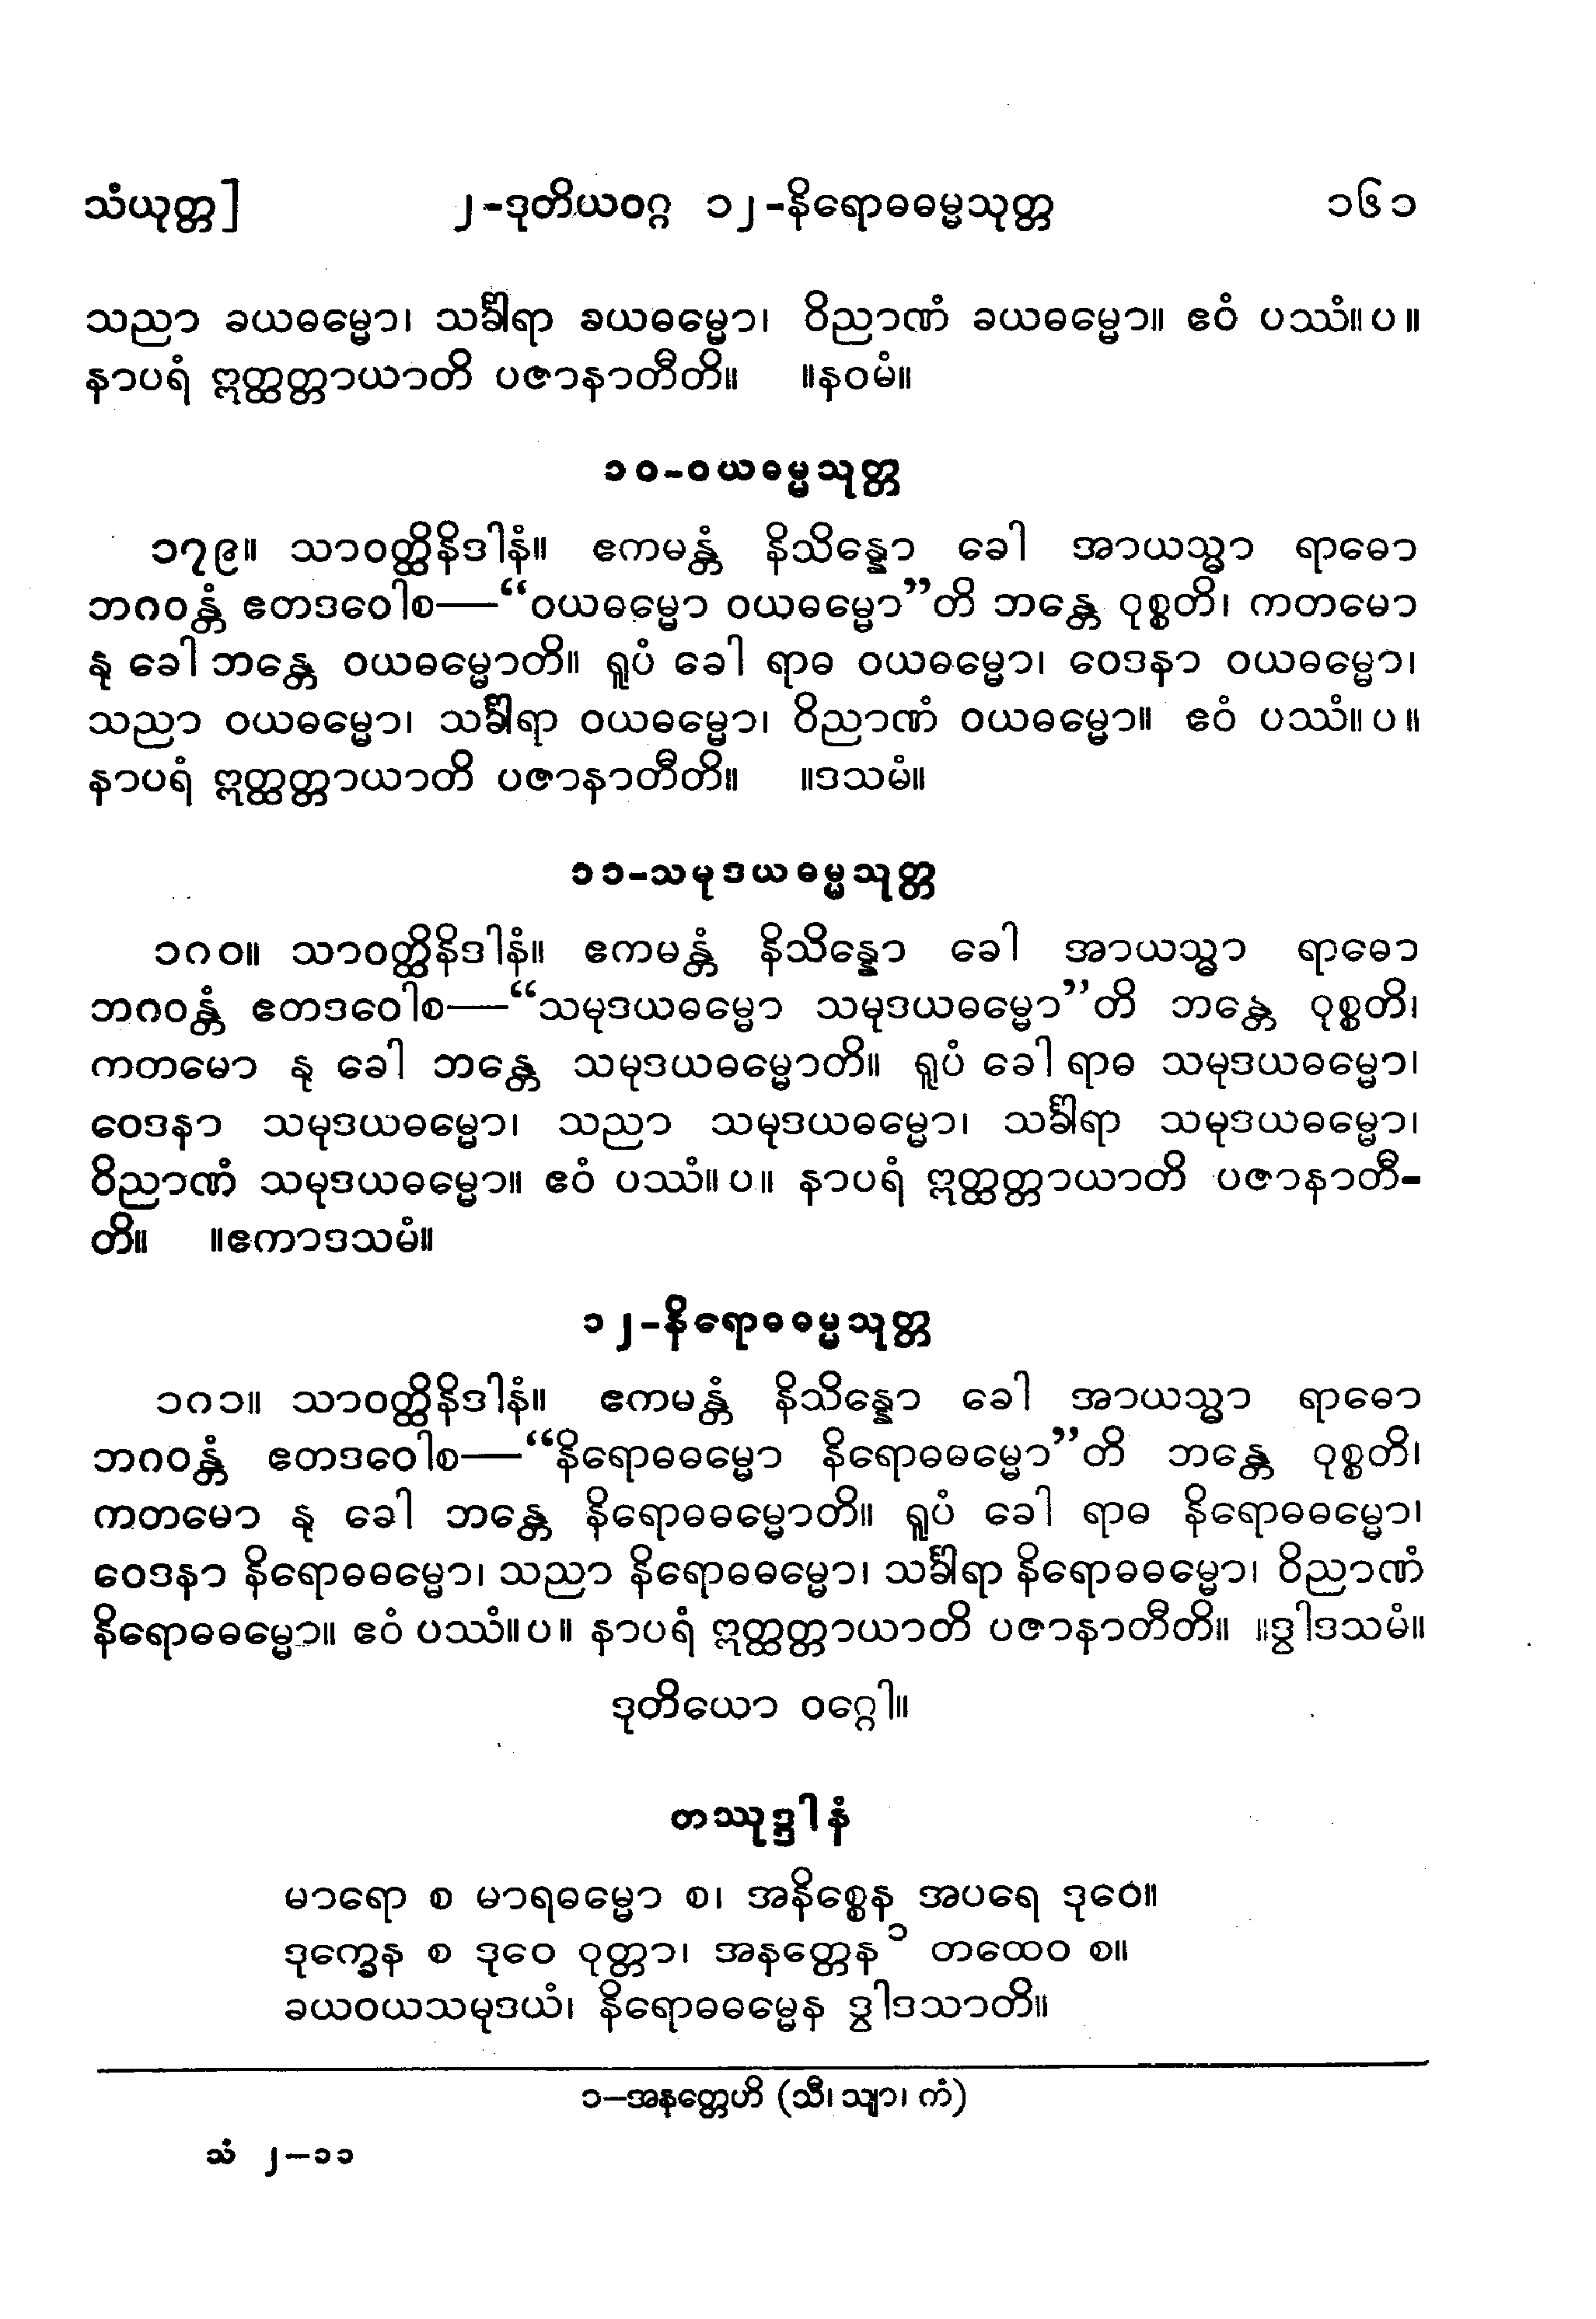 သံယုတ္တ] ၂-ဒုတိယဝဂ္ဂ ၁၂-နိရောဓဓမ္မသုတ္တ ၁၆၁
သညာ ခယဓမ္မော၊ သင်္ခါရာ ခယဓမ္မော၊ ဝိညာဏံ ခယဓမ္မော။ ဧဝံ ပဿံ။ပ။
နာပရံ ဣတ္ထတ္တာယာတိ ပဇာနာတီတိ။ ။နဝမံ။
၁၀-ဝယဓမ္မသုတ္တ
၁၇၉။ သာဝတ္ထိနိဒါနံ။ ဧကမန္တံ နိသိန္နော ခေါ အာယသ္မာ ရာဓော
ဘဂဝန္တံ ဧတဒဝေါစ—“ဝယဓမ္မော ဝယဓမ္မော”တိ ဘန္တေ ဝုစ္စတိ၊ ကတမော
နု ခေါ ဘန္တေ ဝယဓမ္မောတိ။ ရူပံ ခေါ ရာဓ ဝယဓမ္မော၊ ဝေဒနာ ဝယဓမ္မော၊
သညာ ဝယဓမ္မော၊ သင်္ခါရာ ဝယဓမ္မော၊ ဝိညာဏံ ဝယဓမ္မော။ ဧဝံ ပဿံ။ပ။
နာပရံ ဣတ္ထတ္တာယာတိ ပဇာနာတီတိ။ ။ဒသမံ။
၁၁-သမုဒယဓမ္မသုတ္တ
၁၈၀။ သာဝတ္ထိနိဒါနံ။ ဧကမန္တံ နိသိန္နော ခေါ အာယသ္မာ ရာဓော
ဘဂဝန္တံ ဧတဒဝေါစ—“သမုဒယဓမ္မော သမုဒယဓမ္မော”တိ ဘန္တေ ဝုစ္စတိ၊
ကတမော နု ခေါ ဘန္တေ သမုဒယဓမ္မောတိ။ ရူပံ ခေါ ရာဓ သမုဒယဓမ္မော၊
ဝေဒနာ သမုဒယဓမ္မော၊ သညာ သမုဒယဓမ္မော၊ သင်္ခါရာ သမုဒယဓမ္မော၊
ဝိညာဏံ သမုဒယဓမ္မော။ ဧဝံ ပဿံ။ပ။ နာပရံ ဣတ္ထတ္တာယာတိ ပဇာနာတီ-
တိ။ ။ဧကာဒသမံ။
၁၂-နိရောဓဓမ္မသုတ္တ
၁၈၁။ သာဝတ္ထိနိဒါနံ။ ဧကမန္တံ နိသိန္နော ခေါ အာယသ္မာ ရာဓော
ဘဂဝန္တံ ဧတဒဝေါစ—“နိရောဓဓမ္မော နိရောဓဓမ္မော”တိ ဘန္တေ ဝုစ္စတိ၊
ကတမော နု ခေါ ဘန္တေ နိရောဓဓမ္မောတိ။ ရူပံ ခေါ ရာဓ နိရောဓဓမ္မော၊
ဝေဒနာ နိရောဓဓမ္မော၊ သညာ နိရောဓဓမ္မော၊ သင်္ခါရာ နိရောဓဓမ္မော၊ ဝိညာဏံ
နိရောဓဓမ္မော။ ဧဝံ ပဿံ။ပ။ နာပရံ ဣတ္ထတ္တာယာတိ ပဇာနာတီတိ။ ။ဒွါဒသမံ။
ဒုတိယော ဝဂ္ဂေါ။
တဿုဒ္ဒါနံ
မာရော စ မာရဓမ္မော စ၊ အနိစ္စေန အပရေ ဒုဝေ။
ဒုက္ခေန စ ဒုဝေ ဝုတ္တာ၊ အနတ္တေန ၁ တထေဝ စ။
ခယဝယသမုဒယံ၊ နိရောဓဓမ္မေန ဒွါဒသာတိ။
၁—အနတ္တေဟိ (သီ၊ သျာ၊ ကံ)
သံ ၂—၁၁